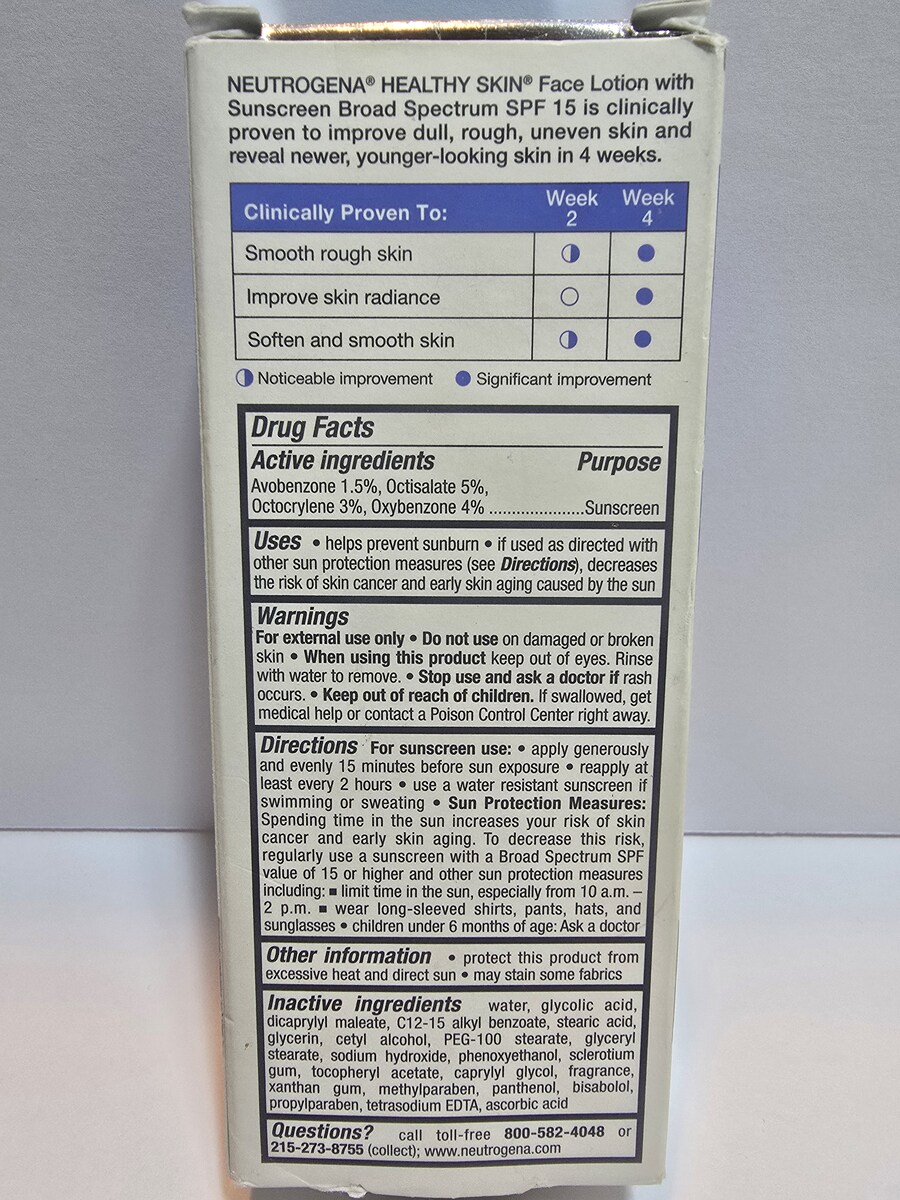 NEUTROGENA® HEALTHY SKIN® Face Lotion with
Sunscreen Broad Spectrum SPF 15 is clinically
proven to improve dull, rough, uneven skin and
reveal newer, younger-looking skin in 4 weeks.
Clinically Proven To: Week 2 Week 4
Smooth rough skin
Improve skin radiance
Soften and smooth skin
Noticeable improvement Significant improvement
Drug Facts
Active ingredients Purpose
Avobenzone 1.5%, Octisalate 5%,
Octocrylene 3%, Oxybenzone 4% .....................Sunscreen
Uses • helps prevent sunburn • if used as directed with
other sun protection measures (see Directions), decreases
the risk of skin cancer and early skin aging caused by the sun
Warnings
For external use only • Do not use on damaged or broken
skin • When using this product keep out of eyes. Rinse
with water to remove. • Stop use and ask a doctor if rash
occurs. • Keep out of reach of children. If swallowed, get
medical help or contact a Poison Control Center right away.
Directions For sunscreen use: • apply generously
and evenly 15 minutes before sun exposure • reapply at
least every 2 hours • use a water resistant sunscreen if
swimming or sweating • Sun Protection Measures:
Spending time in the sun increases your risk of skin
cancer and early skin aging. To decrease this risk,
regularly use a sunscreen with a Broad Spectrum SPF
value of 15 or higher and other sun protection measures
including: ■ limit time in the sun, especially from 10 a.m. –
2 p.m. ■ wear long-sleeved shirts, pants, hats, and
sunglasses • children under 6 months of age: Ask a doctor
Other information • protect this product from
excessive heat and direct sun • may stain some fabrics
Inactive ingredients water, glycolic acid,
dicaprylyl maleate, C12-15 alkyl benzoate, stearic acid,
glycerin, cetyl alcohol, PEG-100 stearate, glyceryl
stearate, sodium hydroxide, phenoxyethanol, sclerotium
gum, tocopheryl acetate, caprylyl glycol, fragrance,
xanthan gum, methylparaben, panthenol, bisabolol,
propylparaben, tetrasodium EDTA, ascorbic acid
Questions? call toll-free 800-582-4048 or
215-273-8755 (collect); www.neutrogena.com